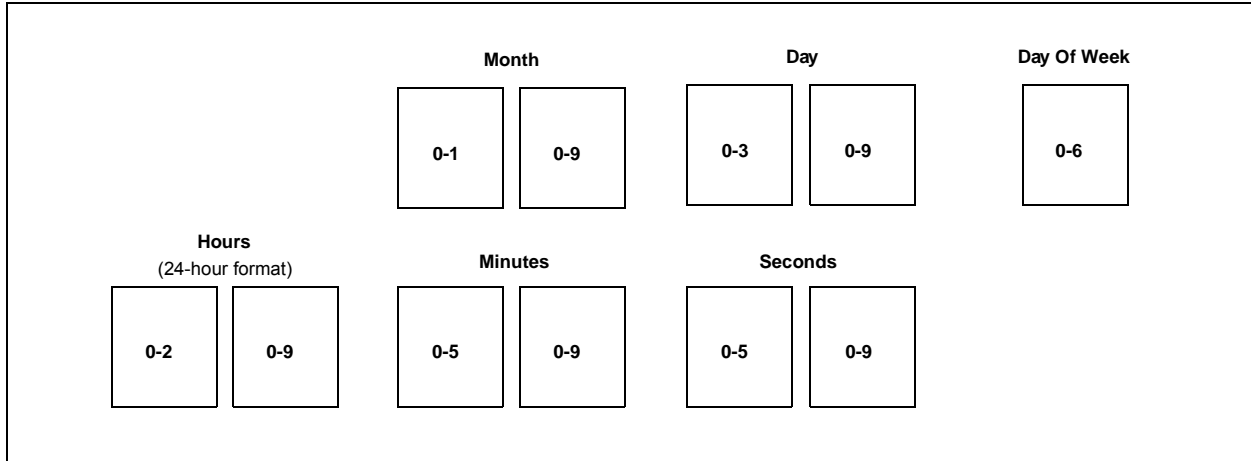 Month Day Day Of Week
0-1 0-9 0-3 0-9 0-6
Hours
(24-hour format) Minutes Seconds
0-2 0-9 0-5 0-9 0-5 0-9